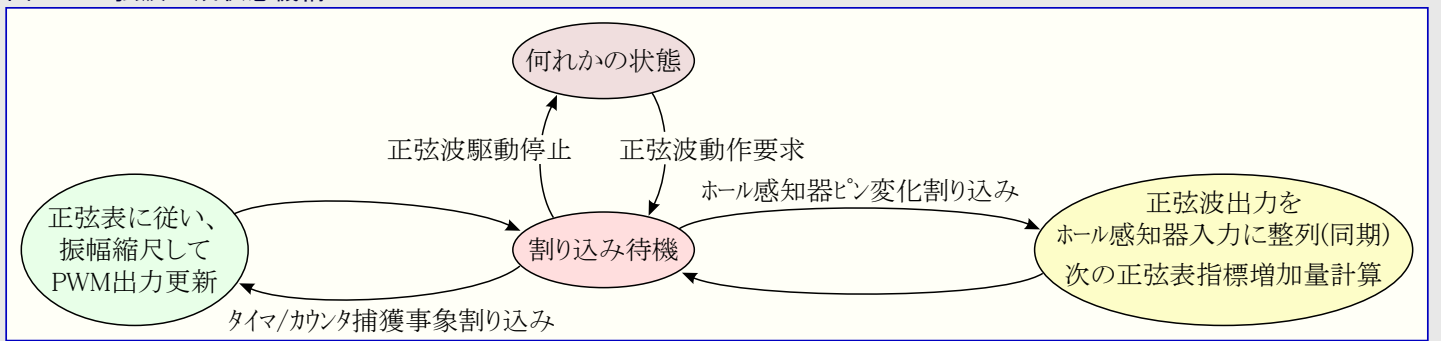 何れかの状態
正弦波駆動停止
正弦波動作要求
ホール感知器ピン変化割り込み
正弦表に従い、
振幅縮尺して
PWM出力更新
割り込み待機
正弦波出力を
ホール感知器入力に整列(同期)
次の正弦表指標増加量計算
タイマ/カウンタ捕獲事象割り込み